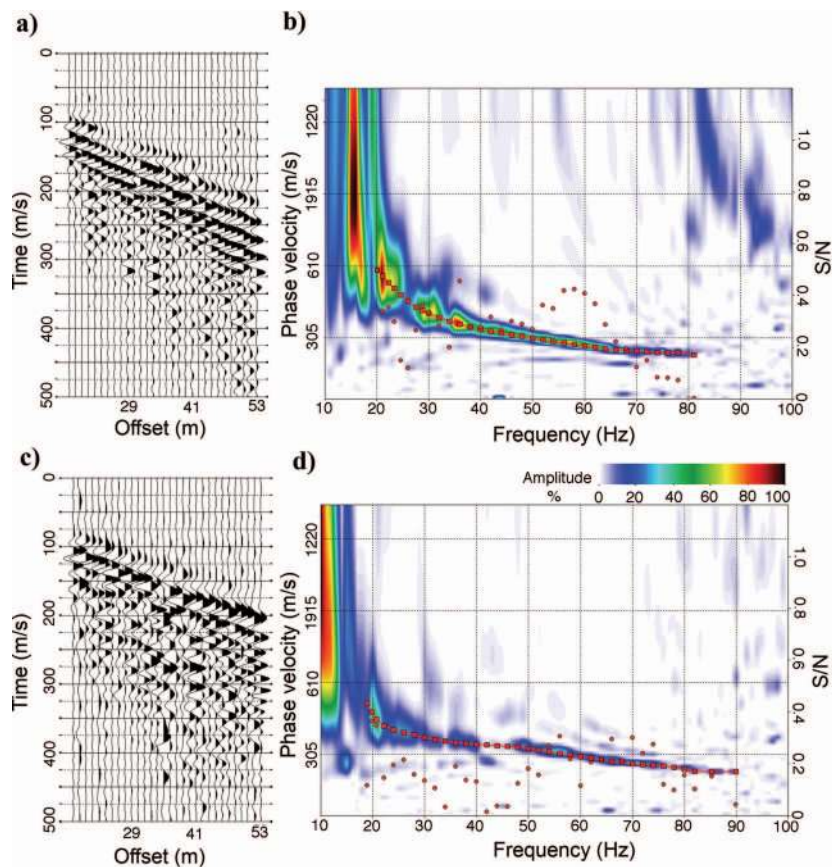 a)
0
100
200
300
400
500
Time (m/s)
29 41 53
Offset (m)
b)
1220
1915
610
305
Phase velocity (m/s)
1.0
0.8
0.6
0.4
0.2
0
N/S
10 20 30 40 50 60 70 80 90 100
Frequency (Hz)
c)
0
100
200
300
400
500
Time (m/s)
29 41 53
Offset (m)
d)
Amplitude
% 0 20 40 60 80 100
1220
1915
610
305
Phase velocity (m/s)
1.0
0.8
0.6
0.4
0.2
0
N/S
10 20 30 40 50 60 70 80 90 100
Frequency (Hz)